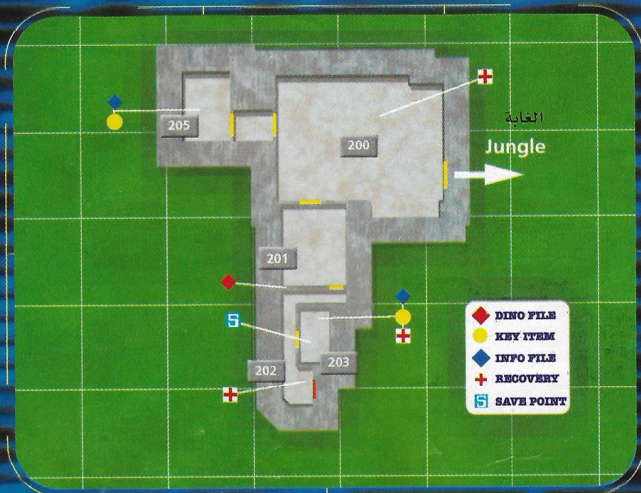 205
200
الغابة
Jungle
201
S
202
203
DINO FILE
KEY ITEM
INFO FILE
RECOVERY
S SAVE POINT